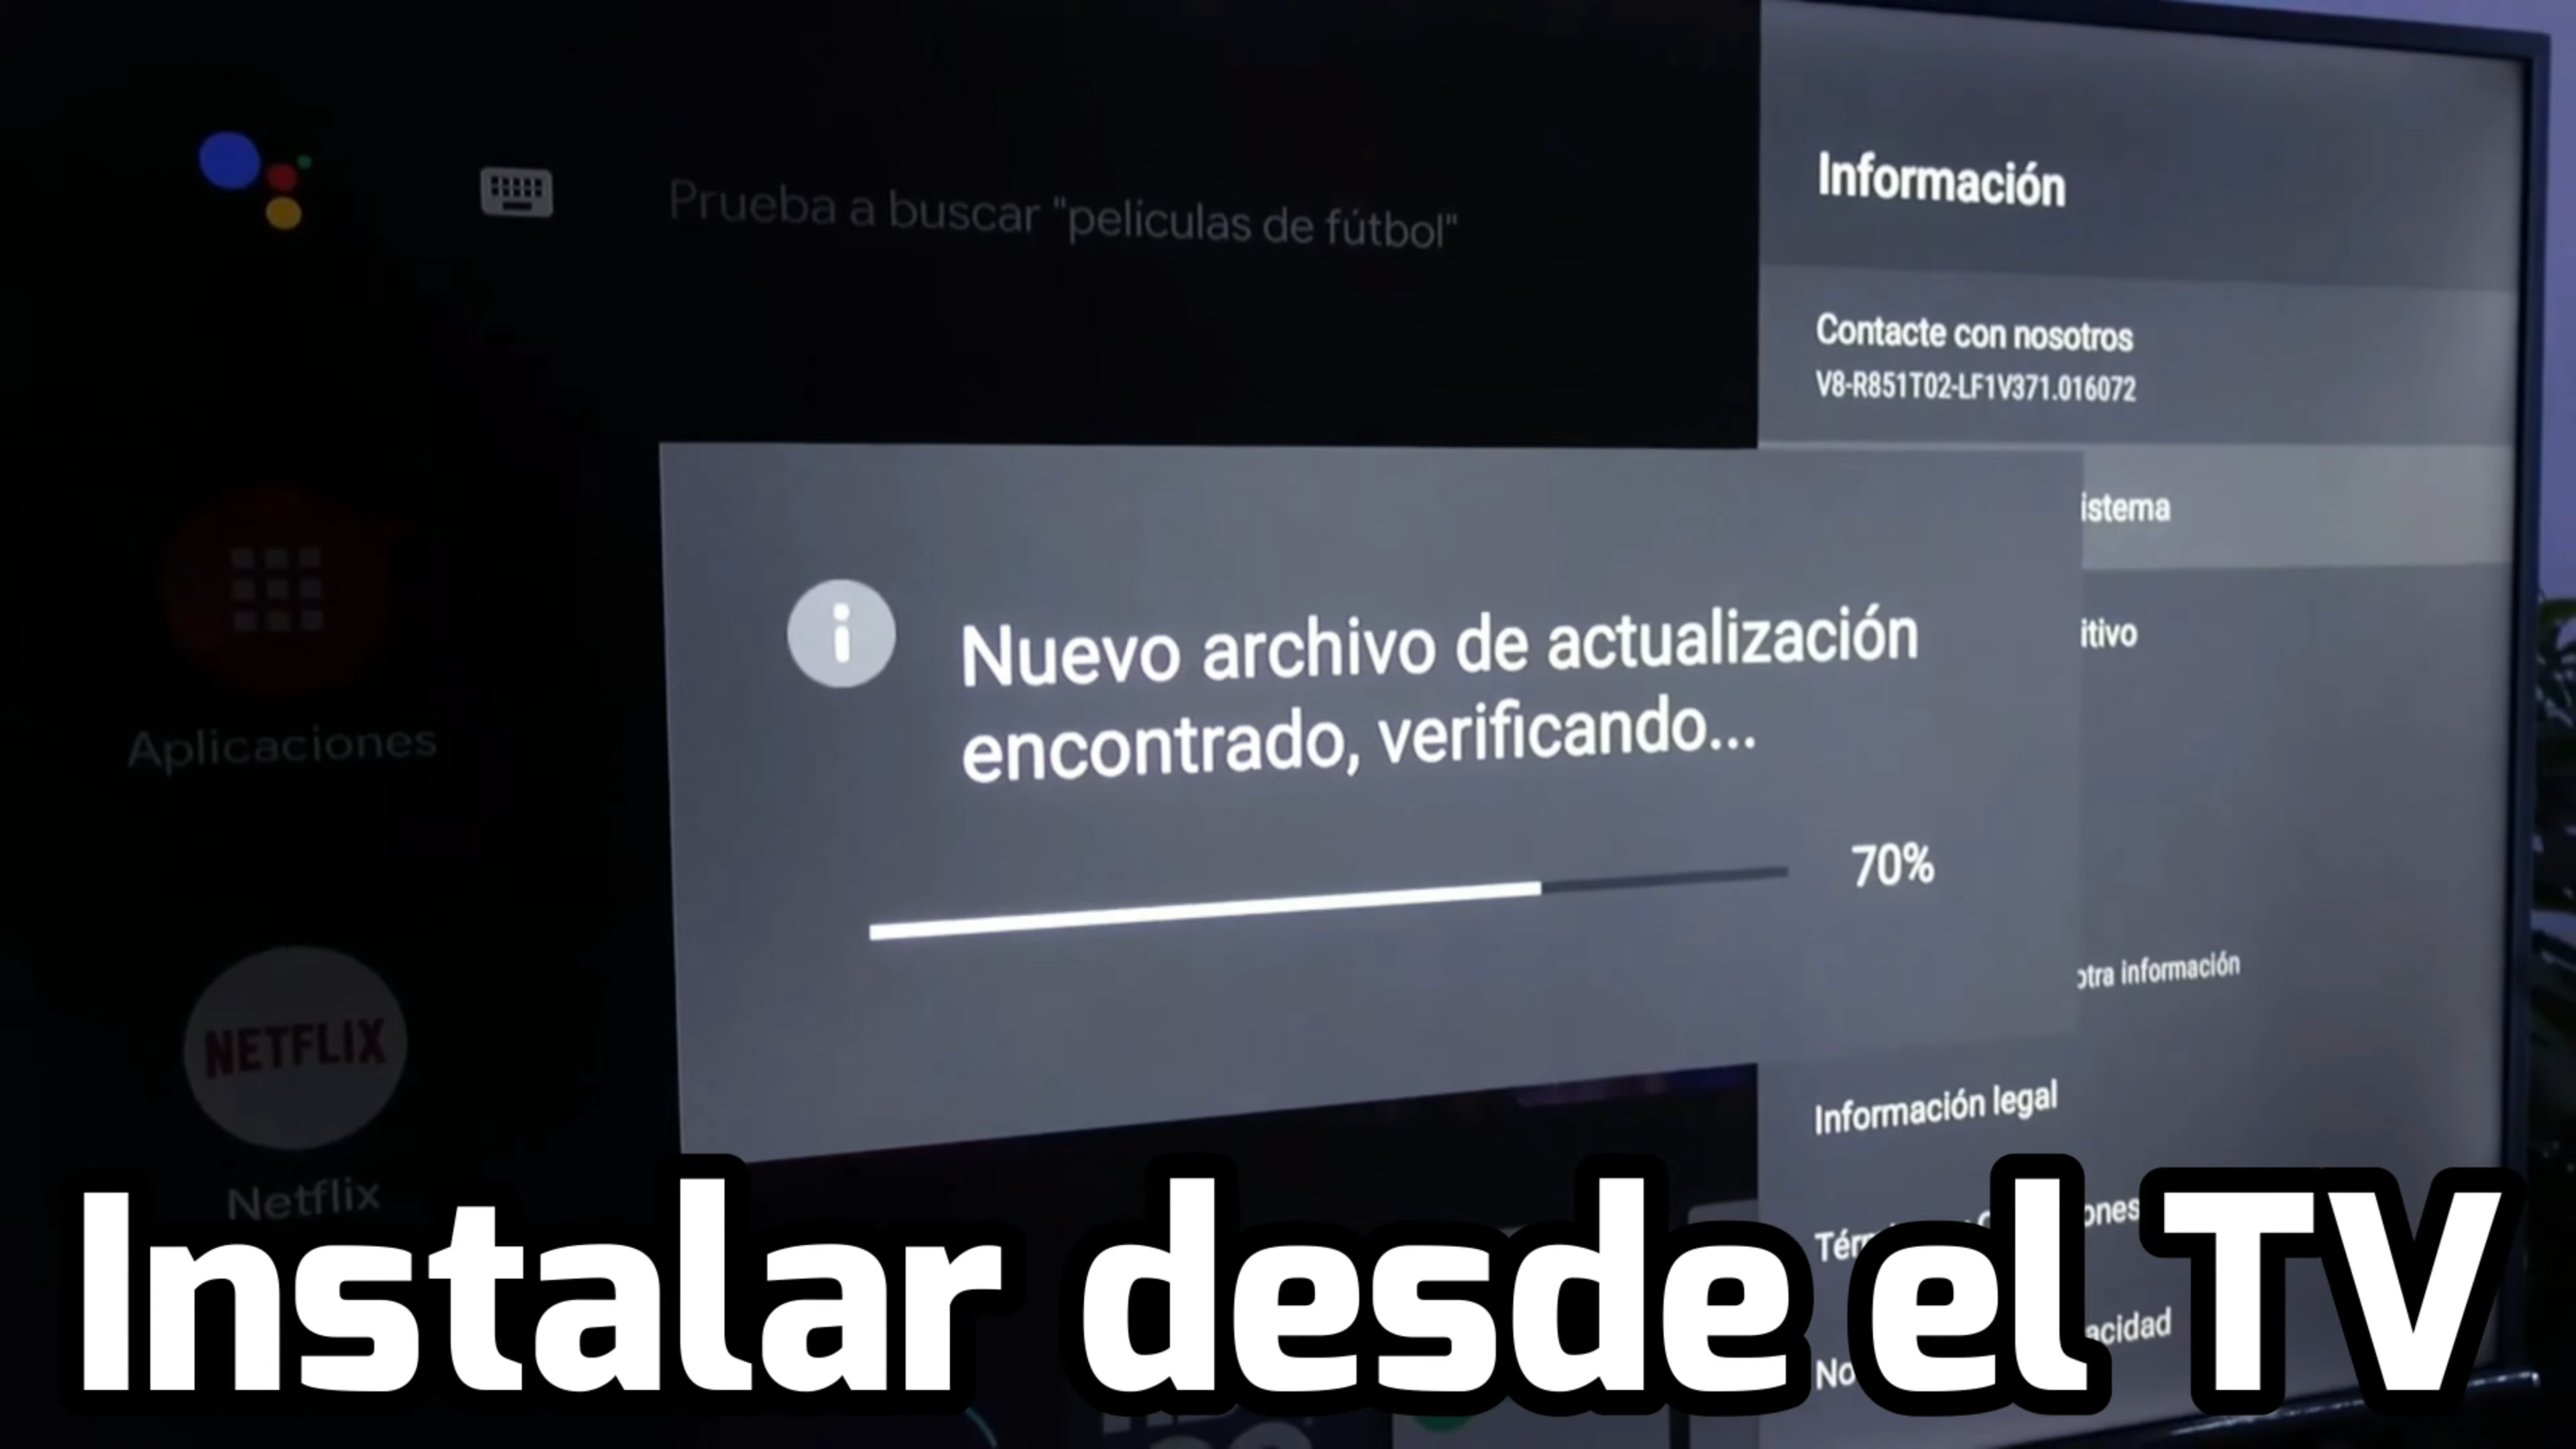 Prueba a buscar "peliculas de fútbol"
Información
Contacte con nosotros
V8-R851T02-LF1V371.016072
istema
itivo
Nuevo archivo de actualización
encontrado, verificando...
70%
Aplicaciones
otra información
NETFLIX
Netflix
Información legal
Instalar desde el TV